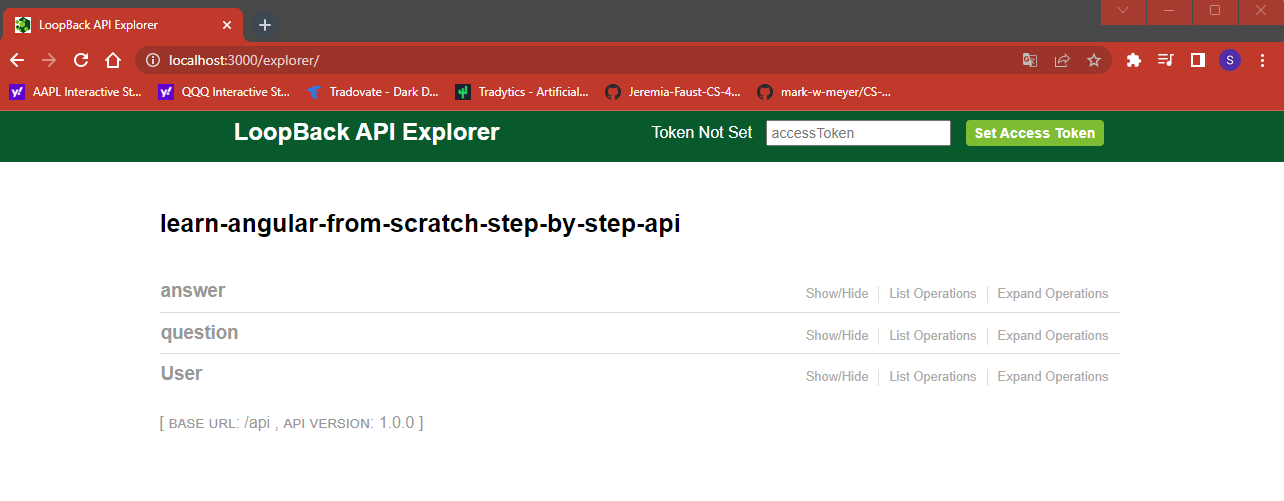 LoopBack API Explorer
localhost:3000/explorer/
S
y! AAPL Interactive St... y! QQQ Interactive St... Tradovate - Dark D... Tradytics - Artificial... Jeremia-Faust-CS-4... mark-w-meyer/CS-...
LoopBack API Explorer Token Not Set accessToken Set Access Token
learn-angular-from-scratch-step-by-step-api
answer Show/Hide List Operations Expand Operations
question Show/Hide List Operations Expand Operations
User Show/Hide List Operations Expand Operations
[ BASE URL: /api , API VERSION: 1.0.0 ]